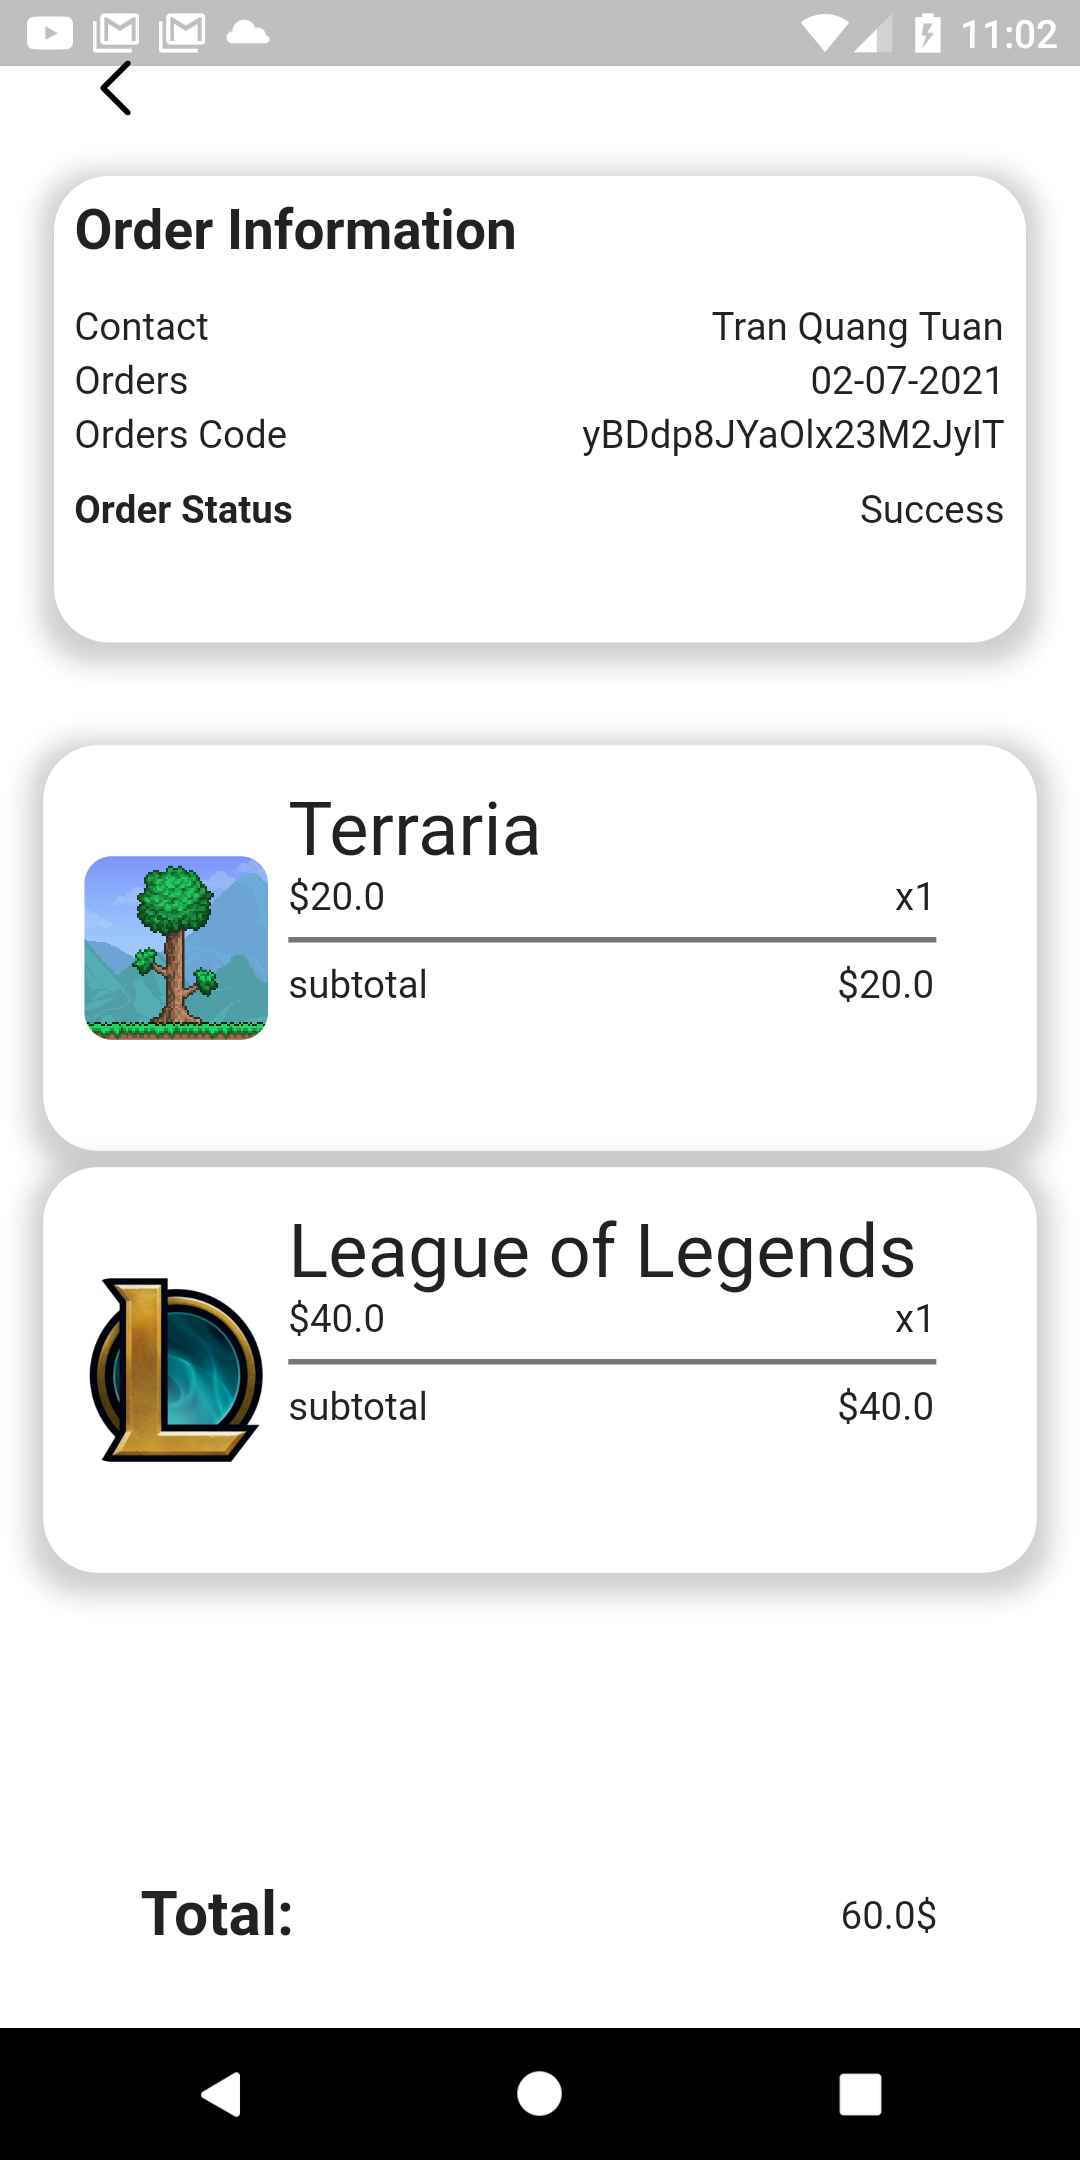 11:02
Order Information
Contact Tran Quang Tuan
Orders 02-07-2021
Orders Code yBDdp8JYaOlx23M2JyIT
Order Status Success
Terraria
$20.0 x1
subtotal $20.0
League of Legends
$40.0 x1
subtotal $40.0
Total: 60.0$